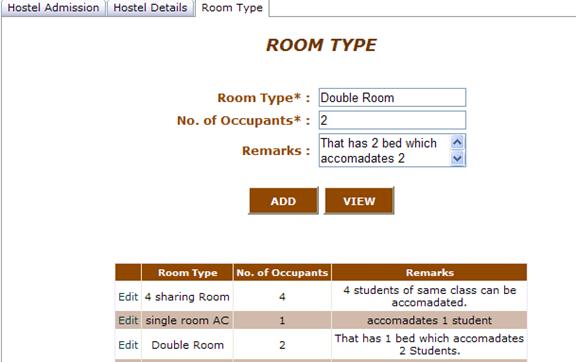 Hostel Admission Hostel Details Room Type
ROOM TYPE
Room Type* : Double Room
No. of Occupants* : 2
Remarks : That has 2 bed which
accomadates 2
ADD VIEW
Room Type No. of Occupants Remarks
Edit 4 sharing Room 4 4 students of same class can be
accomadated.
Edit single room AC 1 accomadates 1 student
Edit Double Room 2 That has 1 bed which accomadates
2 Students.